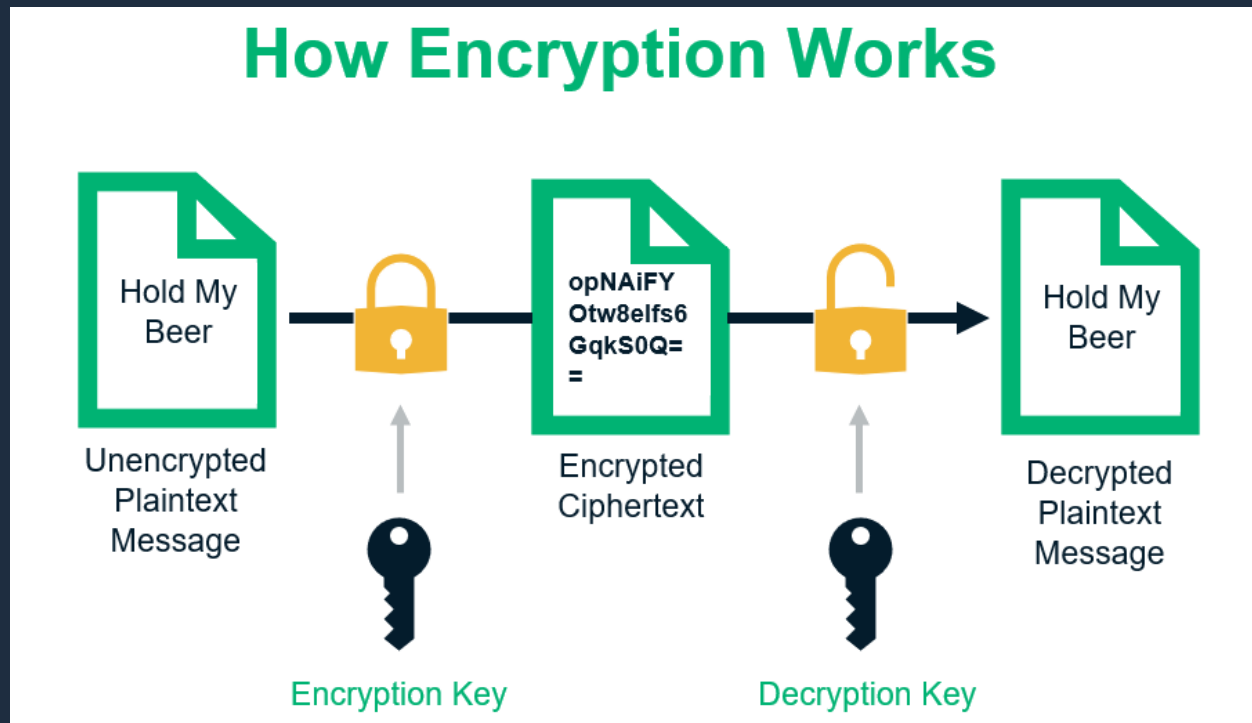 How Encryption Works
Hold My
Beer
Unencrypted
Plaintext
Message
opNAiFY
Otw8elfs6
GqkS0Q=
=
Encrypted
Ciphertext
Hold My
Beer
Decrypted
Plaintext
Message
Encryption Key
Decryption Key